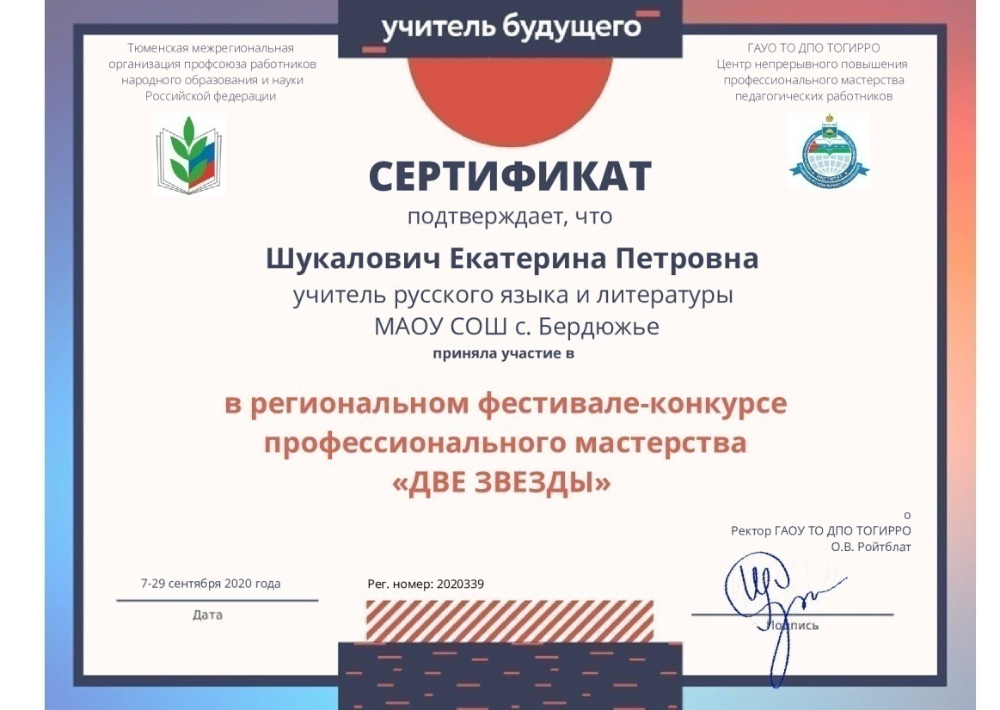 учитель будущего
Тюменская межрегиональная
организация профсоюза работников
народного образования и науки
Российской федерации
ГАУО ТО ДПО ТОГИРРО
Центр непрерывного повышения
профессионального мастерства
педагогических работников
СЕРТИФИКАТ
подтверждает, что
Шукалович Екатерина Петровна
учитель русского языка и литературы
МАОУ СОШ с. Бердюжье
приняла участие в
в региональном фестивале-конкурсе
профессионального мастерства
«ДВЕ ЗВЕЗДЫ»
о
Ректор ГАОУ ТО ДПО ТОГИРРО
О.В. Ройтблат
7-29 сентября 2020 года
Рег. номер: 2020339
Дата
Подпись